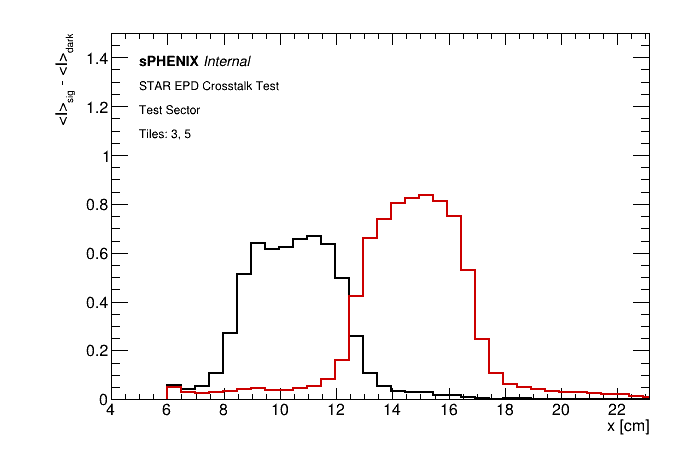 <I>sig - <I>dark
1.4
1.2
1
0.8
0.6
0.4
0.2
0
sPHENIX Internal
STAR EPD Crosstalk Test
Test Sector
Tiles: 3, 5
4 6 8 10 12 14 16 18 20 22
x [cm]